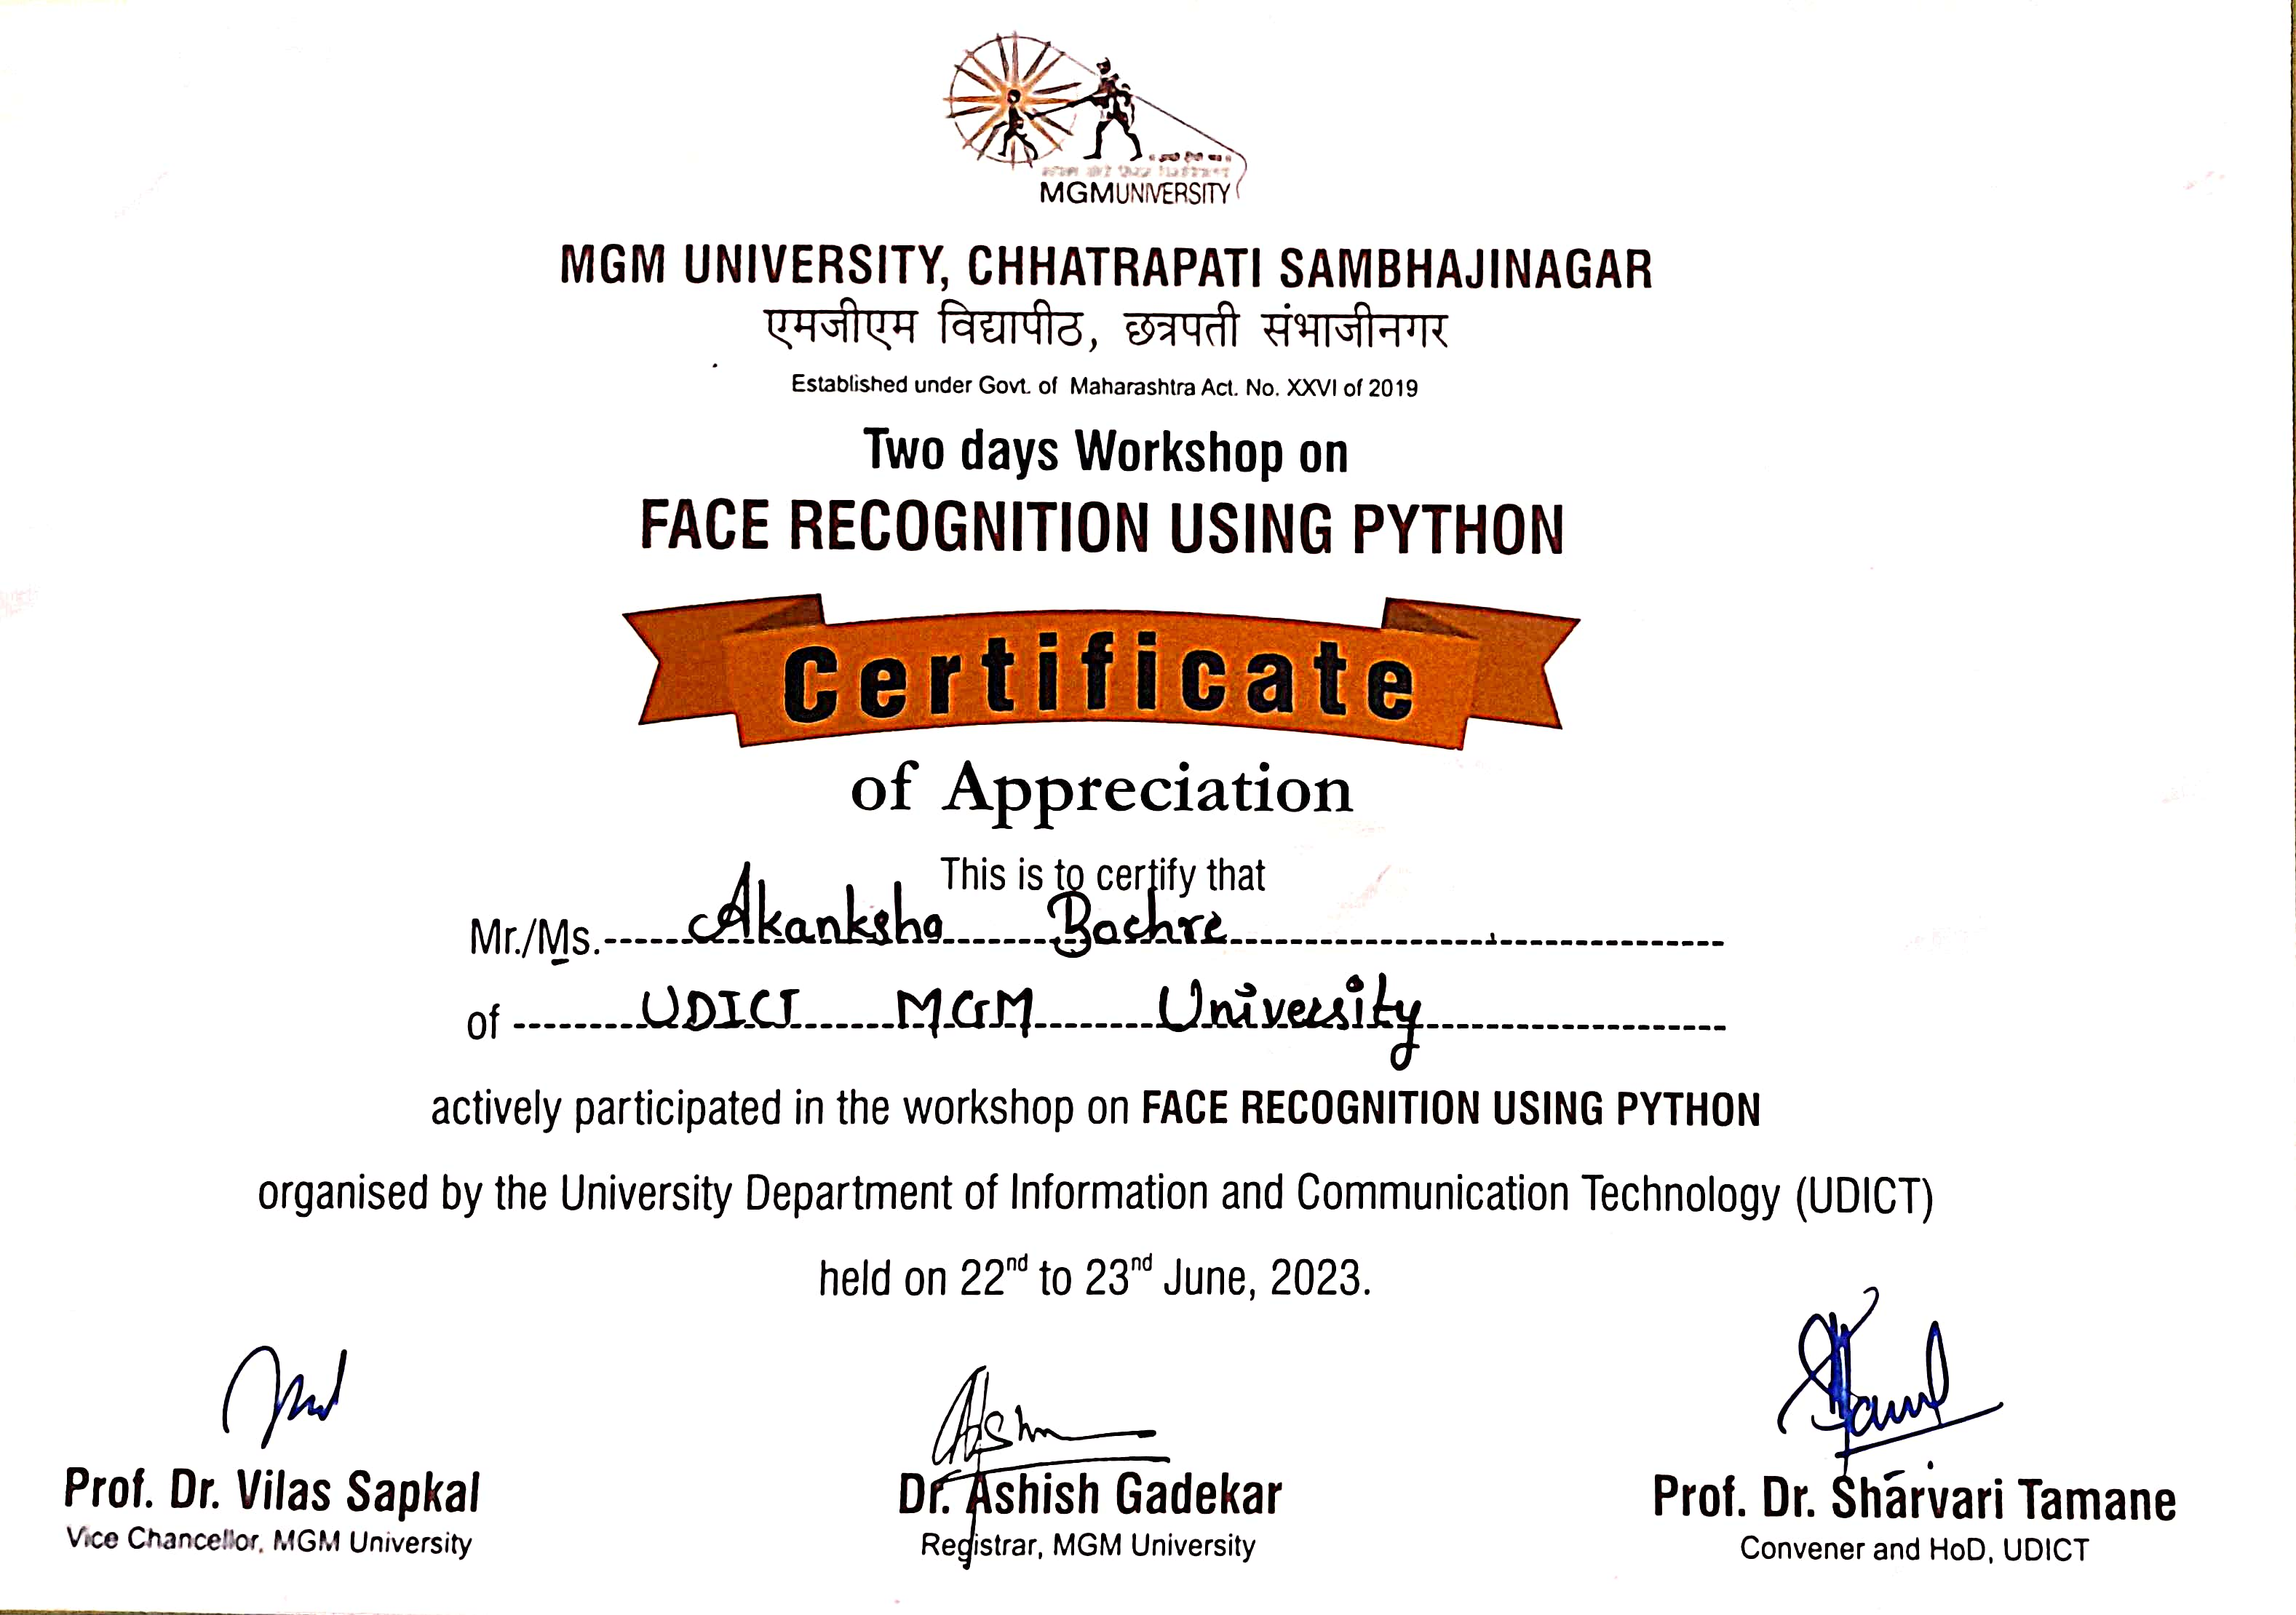 MGMUNIVERSITY
MGM UNIVERSITY, CHHATRAPATI SAMBHAJINAGAR
एमजीएम विद्यापीठ, छत्रपती संभाजीनगर
Established under Govt. of Maharashtra Act. No. XXVI of 2019
Two days Workshop on
FACE RECOGNITION USING PYTHON
Certificate
of Appreciation
This is to certify that
Mr./Ms. Akanksha Bachre
of UDICT MGM University
actively participated in the workshop on FACE RECOGNITION USING PYTHON
organised by the University Department of Information and Communication Technology (UDICT)
held on 22nd to 23nd June, 2023.
Prof. Dr. Vilas Sapkal
Vice Chancellor, MGM University
Dr. Ashish Gadekar
Registrar, MGM University
Prof. Dr. Sharvari Tamane
Convener and HoD, UDICT